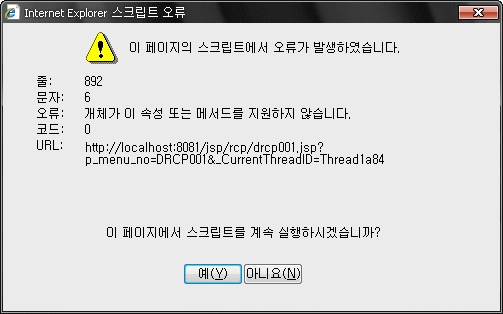 Internet Explorer 스크립트 오류
이 페이지의 스크립트에서 오류가 발생하였습니다.
줄: 892
문자: 6
오류: 개체가 이 속성 또는 메서드를 지원하지 않습니다.
코드: 0
URL: http://localhost:8081/jsp/rcp/drcp001.jsp?
p_menu_no=DRCP001&_CurrentThreadID=Thread1a84
이 페이지에서 스크립트를 계속 실행하시겠습니까?
예(Y) 아니요(N)